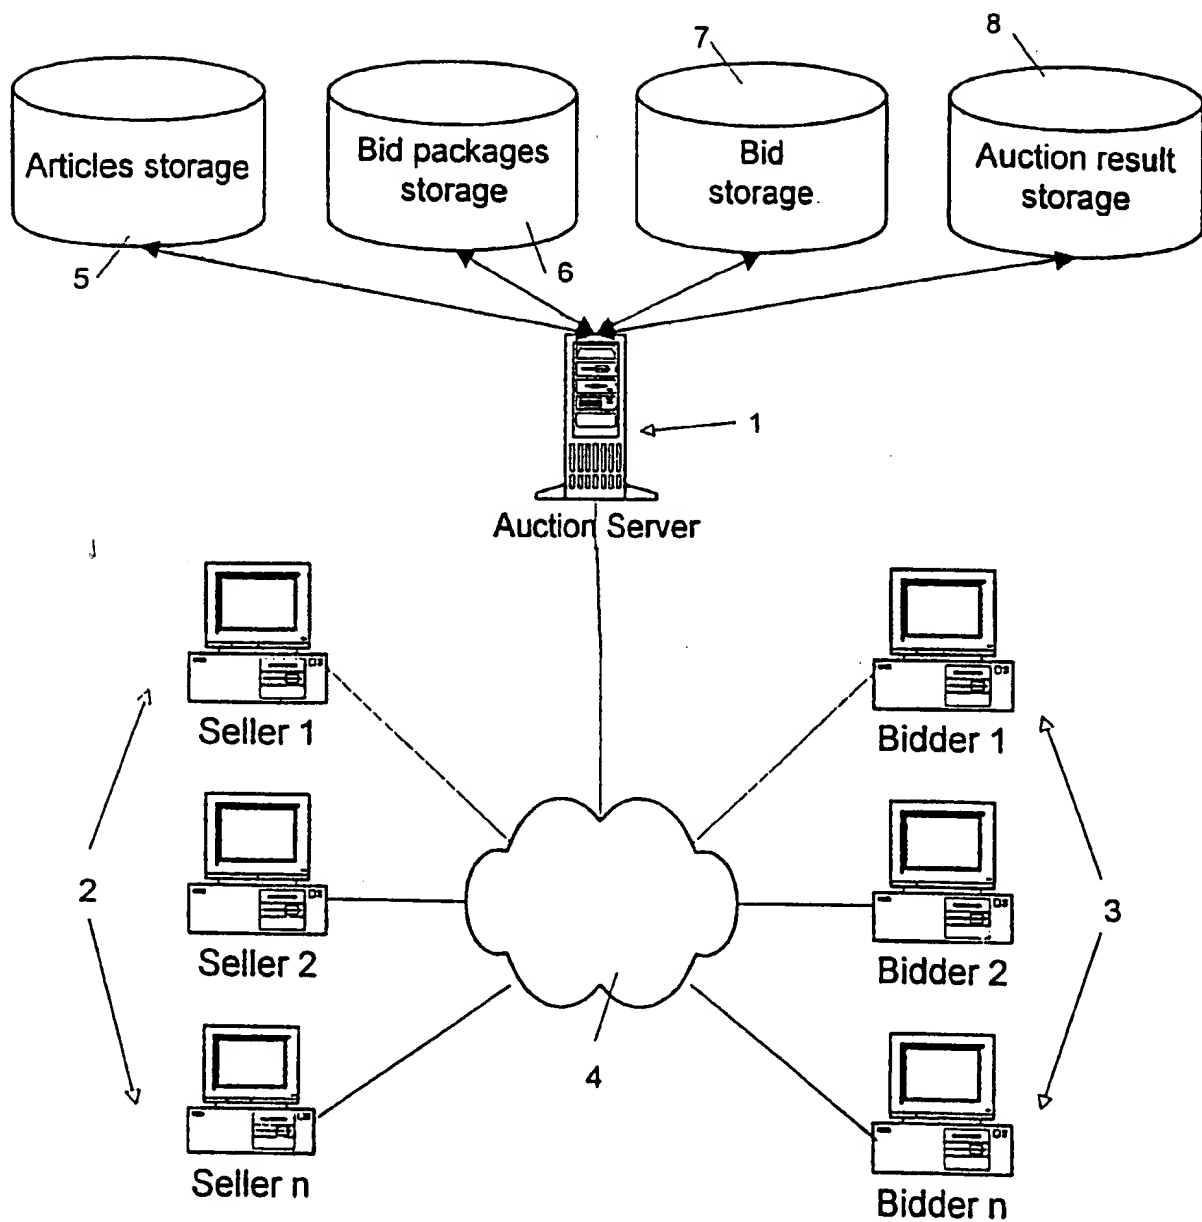 7
8
Articles storage
Bid packages
storage
Bid
storage
Auction result
storage
5
6
1
Auction Server
Seller 1
Bidder 1
2
3
Seller 2
Bidder 2
4
Seller n
Bidder n